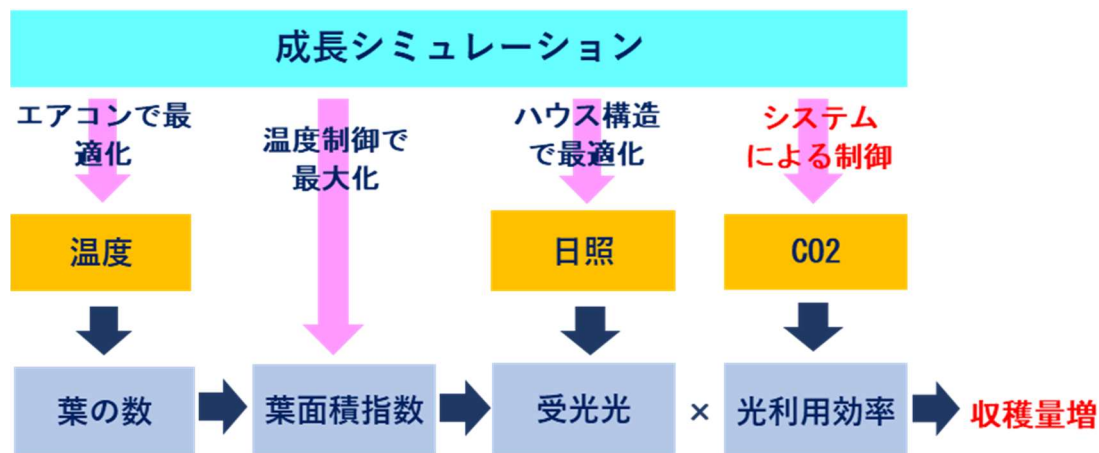 成長シミュレーション
エアコンで最
適化
温度制御で
最大化
ハウス構造
で最適化
システム
による制御
温度
日照
CO2
葉の数
葉面積指数
受光光
×
光利用効率
収穫量増